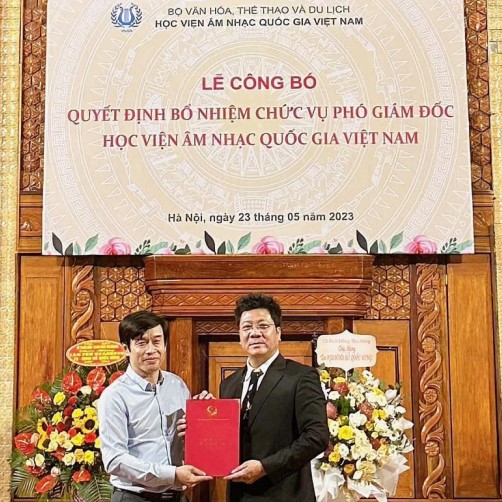 BỘ VĂN HÓA, THỂ THAO VÀ DU LỊCH
HỌC VIỆN ÂM NHẠC QUỐC GIA VIỆT NAM
LỄ CÔNG BỐ
QUYẾT ĐỊNH BỔ NHIỆM CHỨC VỤ PHÓ GIÁM ĐỐC
HỌC VIỆN ÂM NHẠC QUỐC GIA VIỆT NAM
Hà Nội, ngày 23 tháng 05 năm 2023